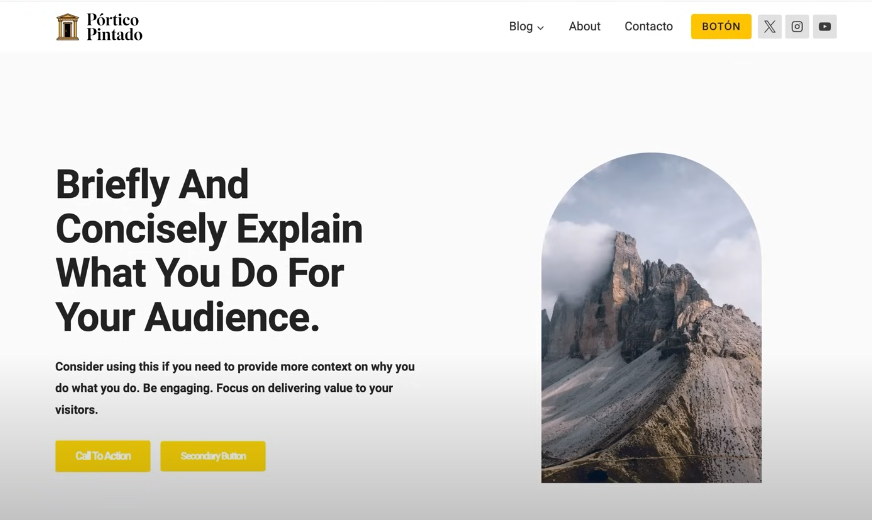 Pórtico
Pintado
Blog
About
Contacto
BOTÓN
Briefly And
Concisely Explain
What You Do For
Your Audience.
Consider using this if you need to provide more context on why you
do what you do. Be engaging. Focus on delivering value to your
visitors.
Call To Action
Secondary Button